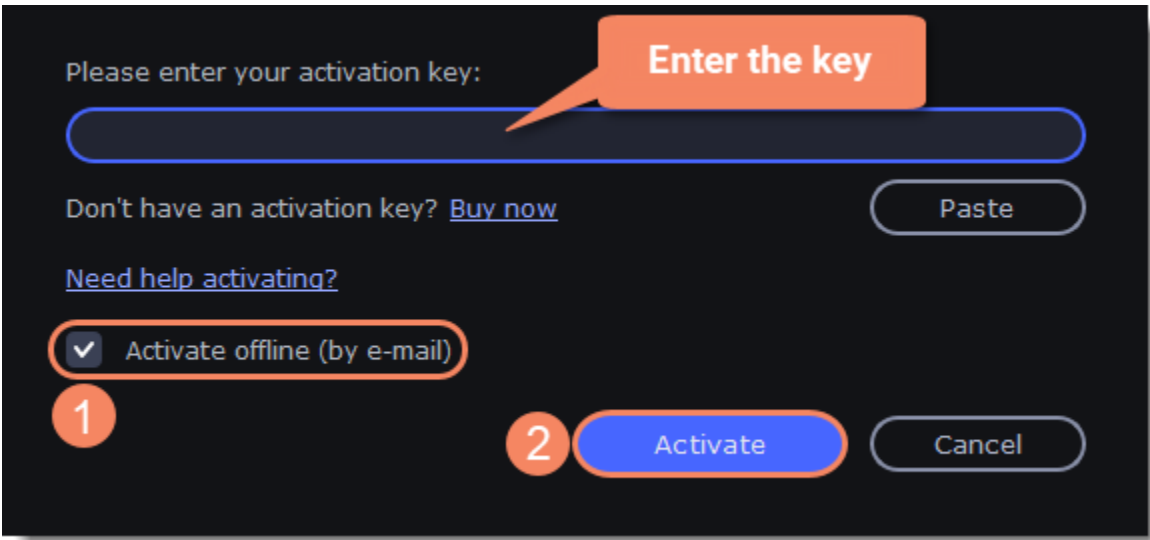 Enter the key
Please enter your activation key:
Don't have an activation key? Buy now
Paste
Need help activating?
Activate offline (by e-mail)
1
2
Activate
Cancel